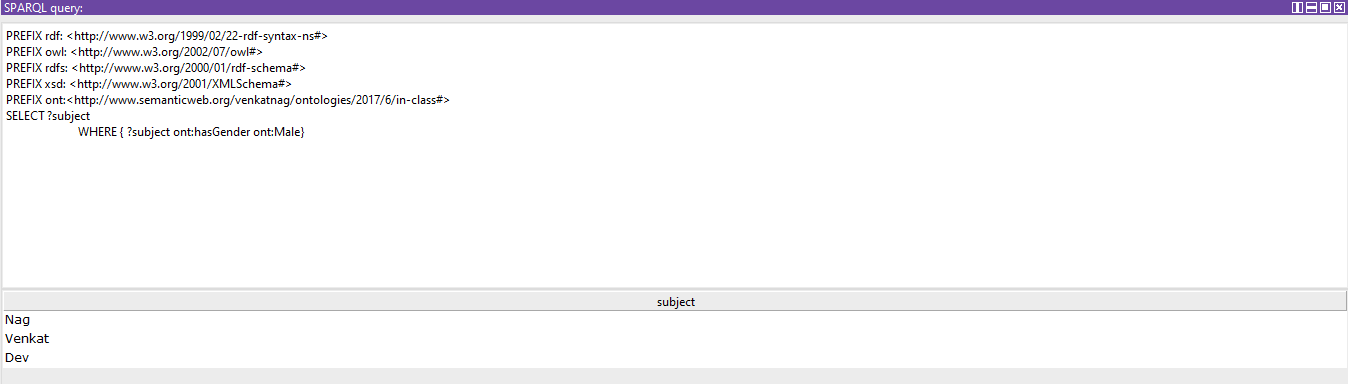 SPARQL query:
PREFIX rdf: <http://www.w3.org/1999/02/22-rdf-syntax-ns#>
PREFIX owl: <http://www.w3.org/2002/07/owl#>
PREFIX rdfs: <http://www.w3.org/2000/01/rdf-schema#>
PREFIX xsd: <http://www.w3.org/2001/XMLSchema#>
PREFIX ont:<http://www.semanticweb.org/venkatnag/ontologies/2017/6/in-class#>
SELECT ?subject
WHERE { ?subject ont:hasGender ont:Male}
subject
Nag
Venkat
Dev